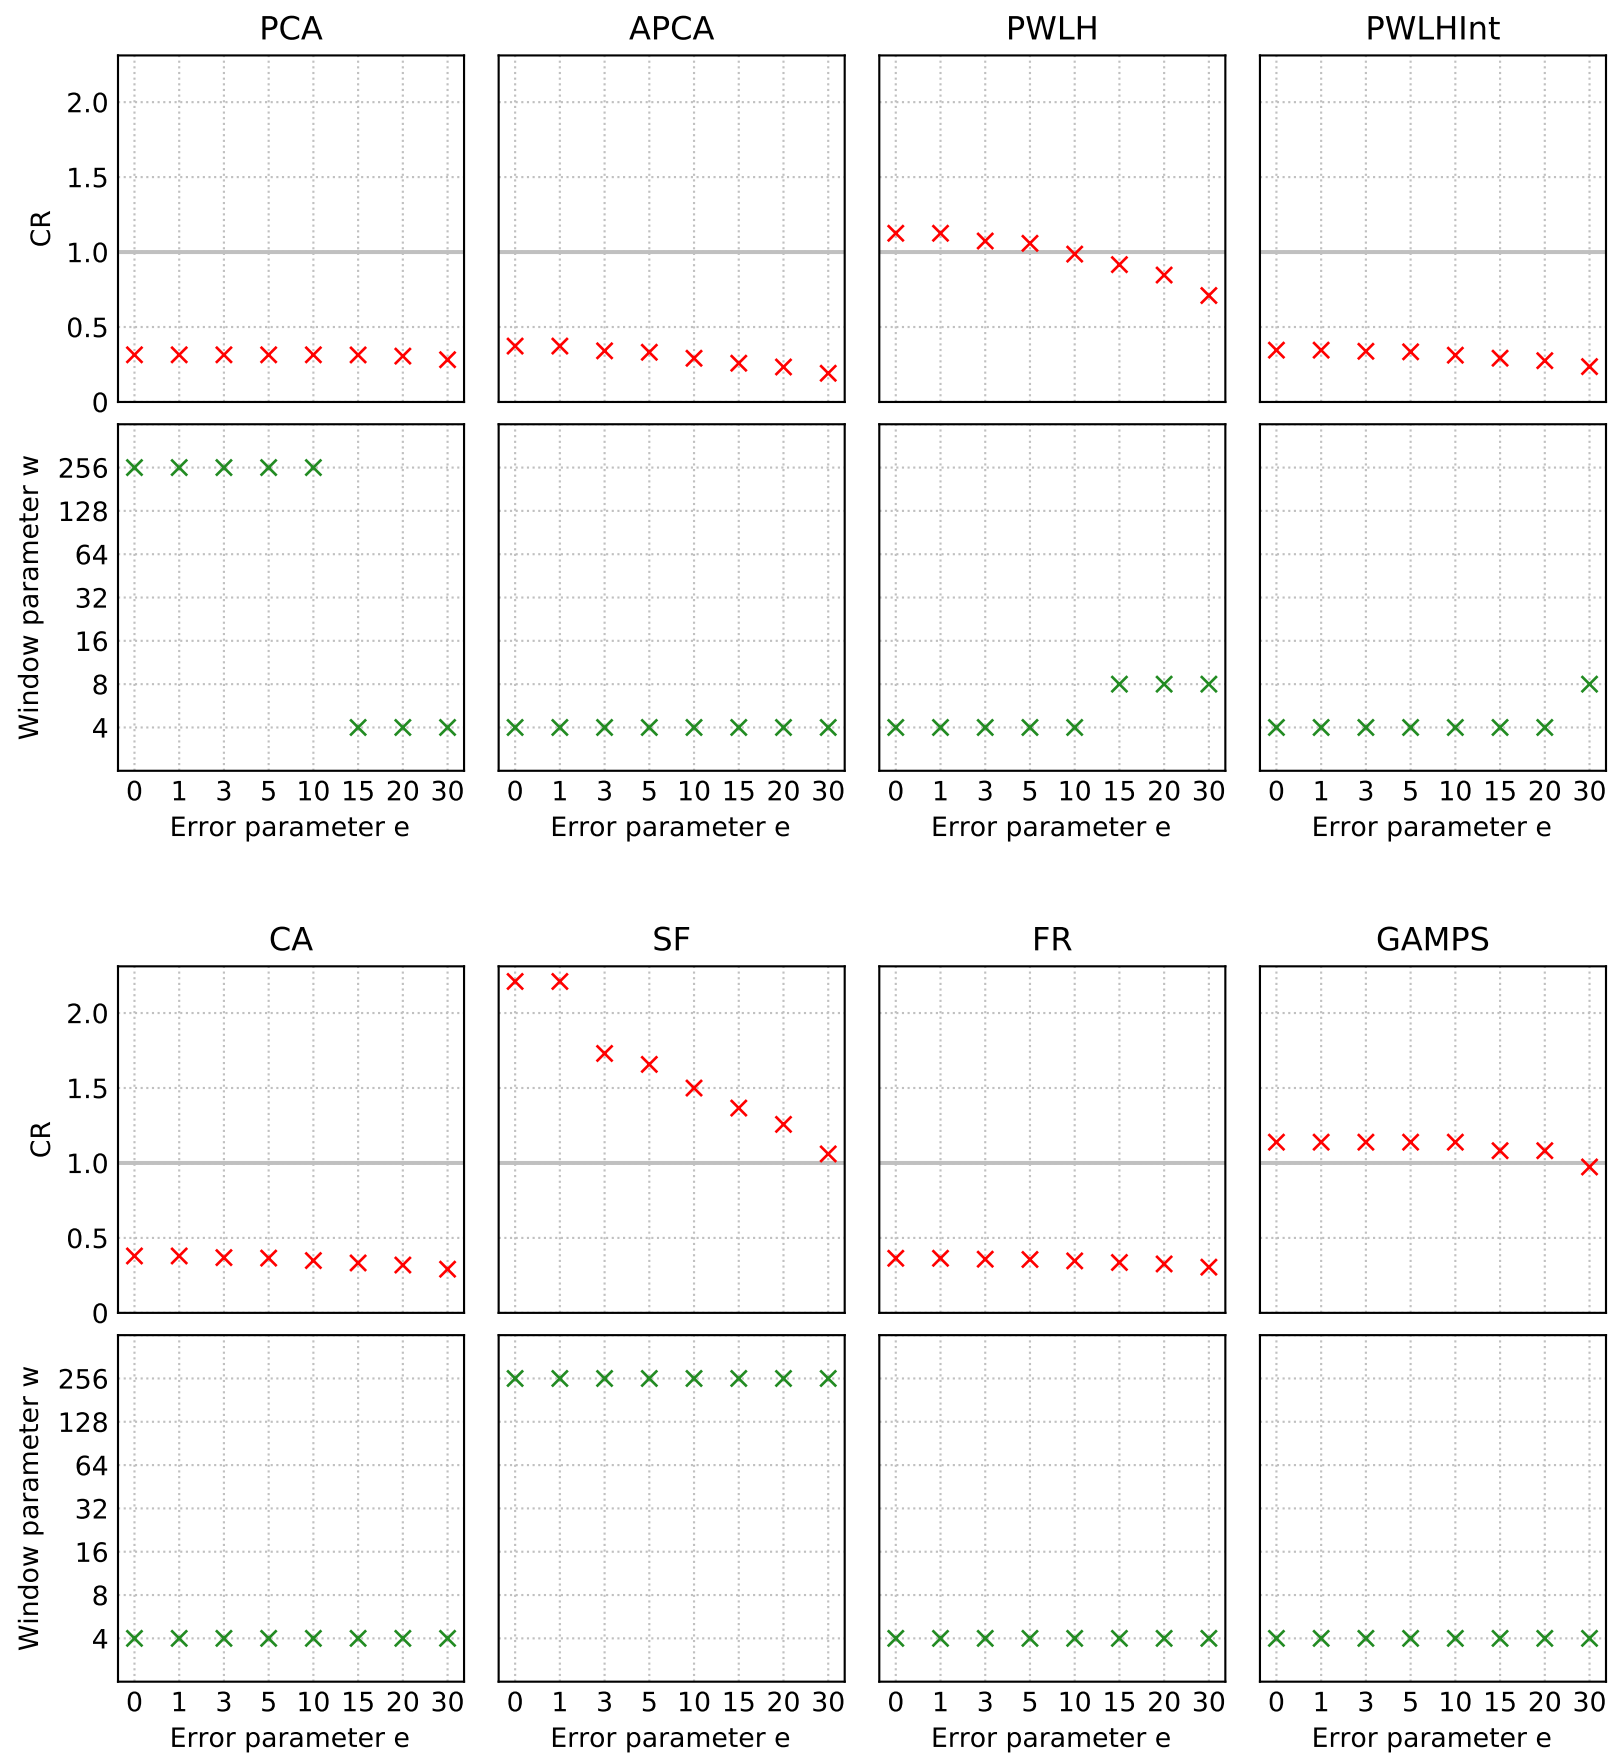 PCA APCA PWLH PWLHInt
CR
2.0
1.5
1.0
0.5
0
Window parameter w
256
128
64
32
16
8
4
0 1 3 5 10 15 20 30 0 1 3 5 10 15 20 30 0 1 3 5 10 15 20 30 0 1 3 5 10 15 20 30
Error parameter e Error parameter e Error parameter e Error parameter e
CA SF FR GAMPS
CR
2.0
1.5
1.0
0.5
0
Window parameter w
256
128
64
32
16
8
4
0 1 3 5 10 15 20 30 0 1 3 5 10 15 20 30 0 1 3 5 10 15 20 30 0 1 3 5 10 15 20 30
Error parameter e Error parameter e Error parameter e Error parameter e